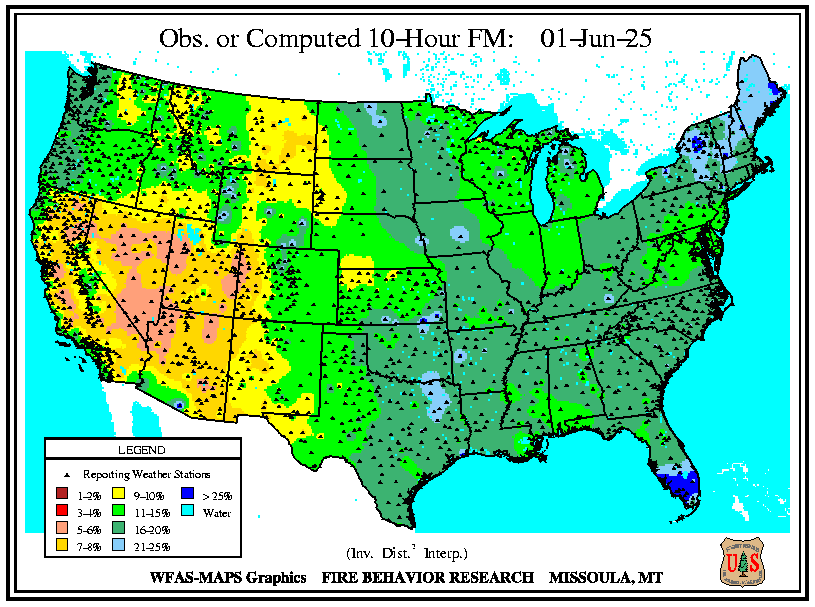 Obs. or Computed 10-Hour FM: 01-Jun-25
LEGEND
Reporting Weather Stations
1-2% 9-10% > 25%
3-4% 11-15% Water
5-6% 16-20%
7-8% 21-25%
(Inv. Dist.² Interp.)
WFAS-MAPS Graphics FIRE BEHAVIOR RESEARCH MISSOULA, MT
U S